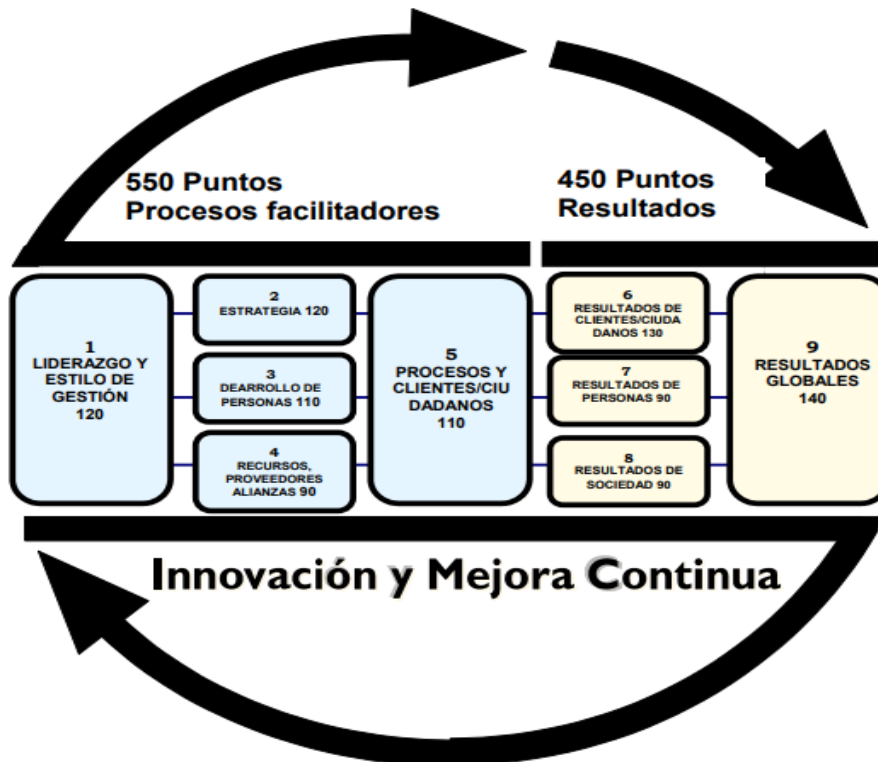 550 Puntos
Procesos facilitadores
450 Puntos
Resultados
1
LIDERAZGO Y
ESTILO DE
GESTIÓN
120
2
ESTRATEGIA 120
3
DEARROLLO DE
PERSONAS 110
4
RECURSOS,
PROVEEDORES
ALIANZAS 90
5
PROCESOS Y
CLIENTES/CIU
DADANOS
110
6
RESULTADOS DE
CLIENTES/CIUDA
DANOS 130
7
RESULTADOS DE
PERSONAS 90
8
RESULTADOS DE
SOCIEDAD 90
9
RESULTADOS
GLOBALES
140
Innovación y Mejora Continua